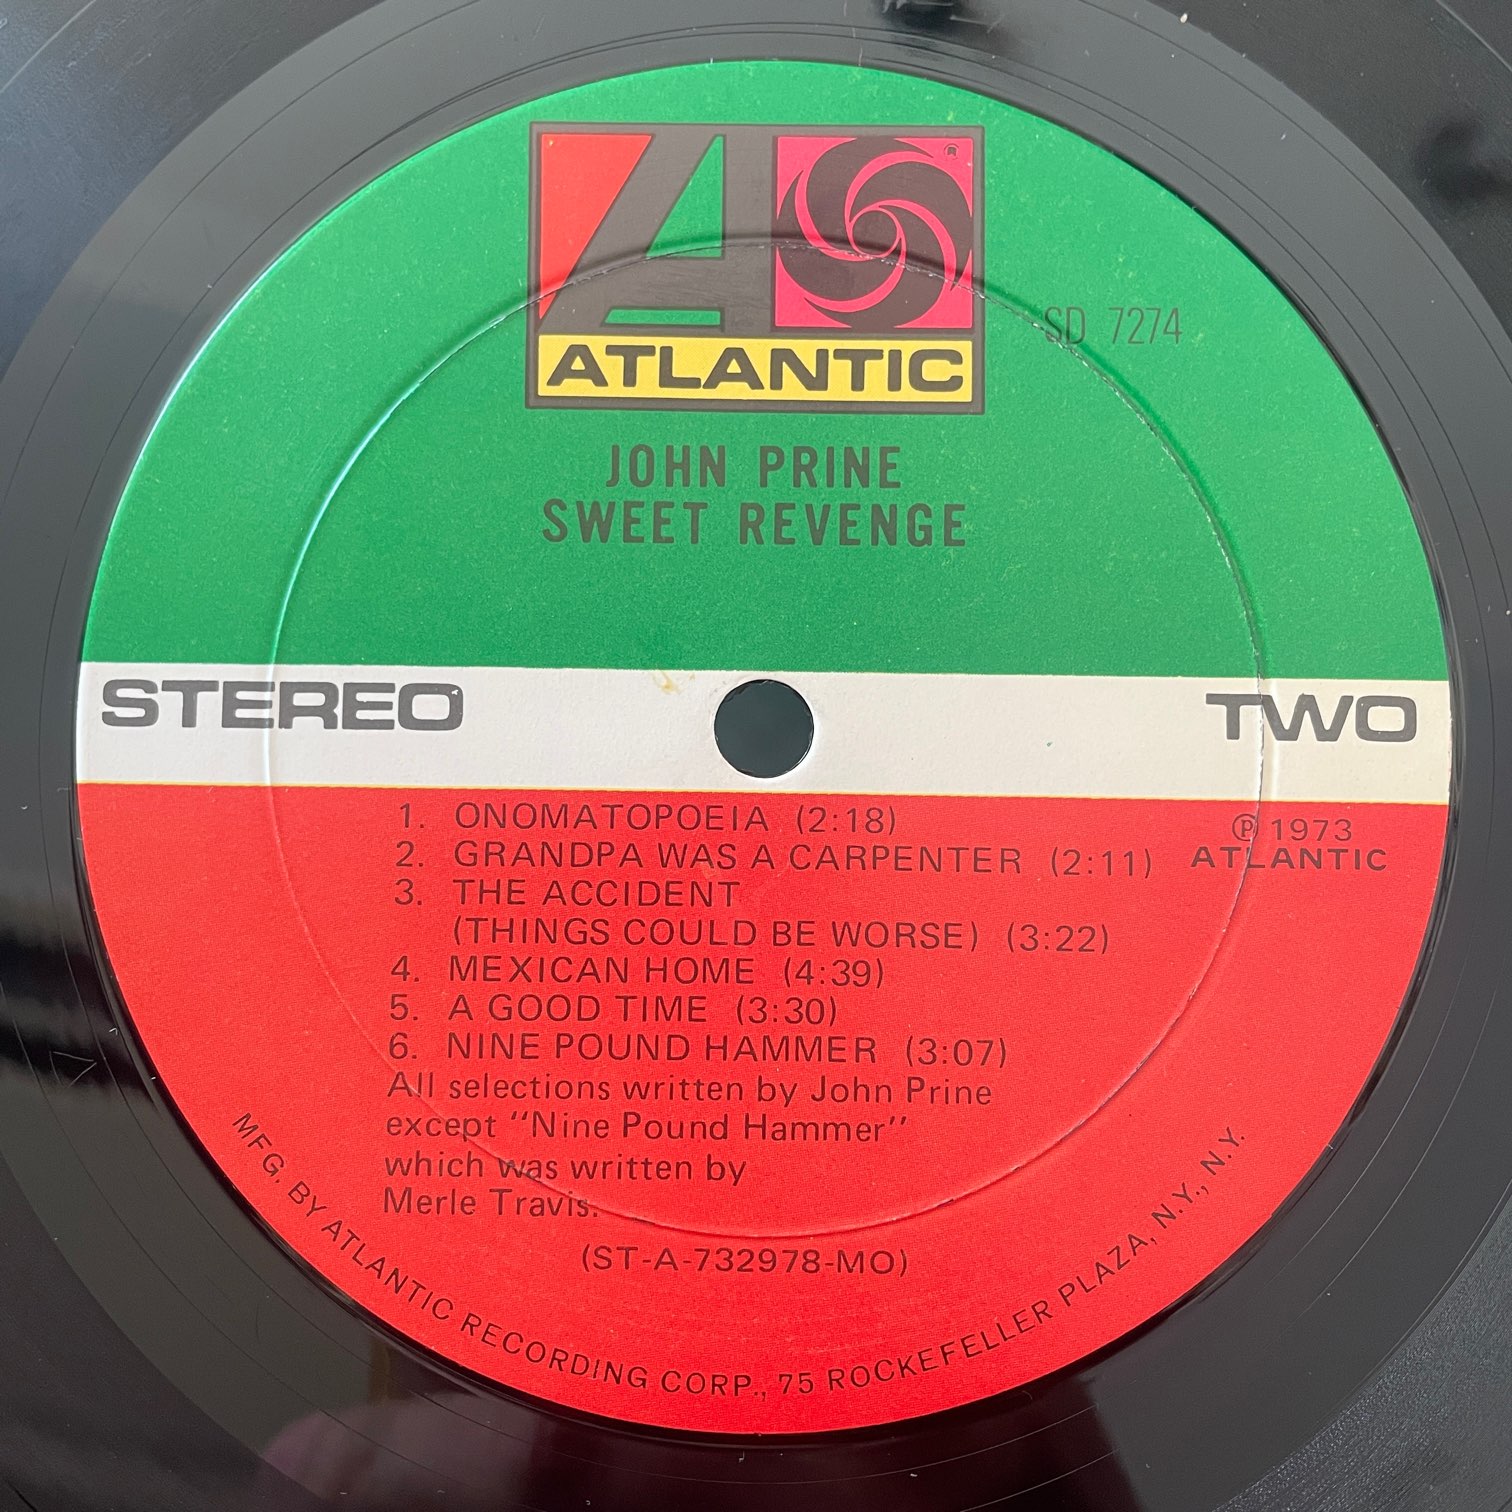 ATLANTIC
SD 7274
JOHN PRINE
SWEET REVENGE
STEREO
TWO
1. ONOMATOPOEIA (2:18)
2. GRANDPA WAS A CARPENTER (2:11)
3. THE ACCIDENT
(THINGS COULD BE WORSE) (3:22)
4. MEXICAN HOME (4:39)
5. A GOOD TIME (3:30)
6. NINE POUND HAMMER (3:07)
℗ 1973
ATLANTIC
All selections written by John Prine
except "Nine Pound Hammer"
which was written by
Merle Travis.
(ST-A-732978-MO)
MFG. BY ATLANTIC RECORDING CORP., 75 ROCKEFELLER PLAZA, N.Y., N.Y.